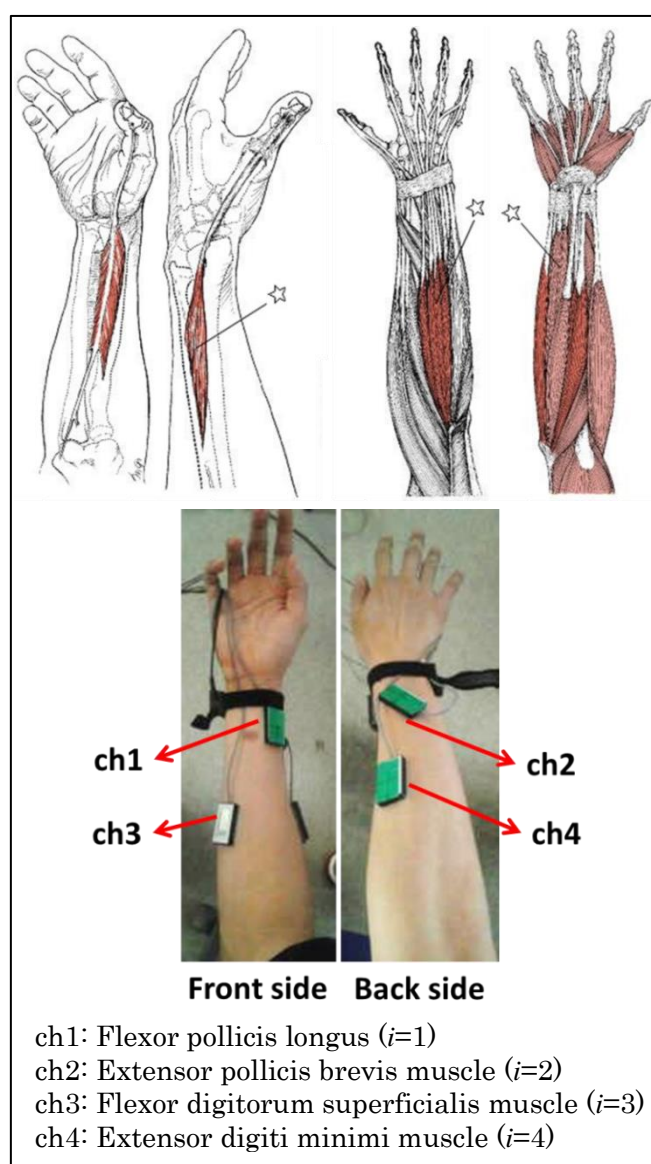 ch1
ch2
ch3
ch4
Front side Back side
ch1: Flexor pollicis longus (i=1)
ch2: Extensor pollicis brevis muscle (i=2)
ch3: Flexor digitorum superficialis muscle (i=3)
ch4: Extensor digiti minimi muscle (i=4)